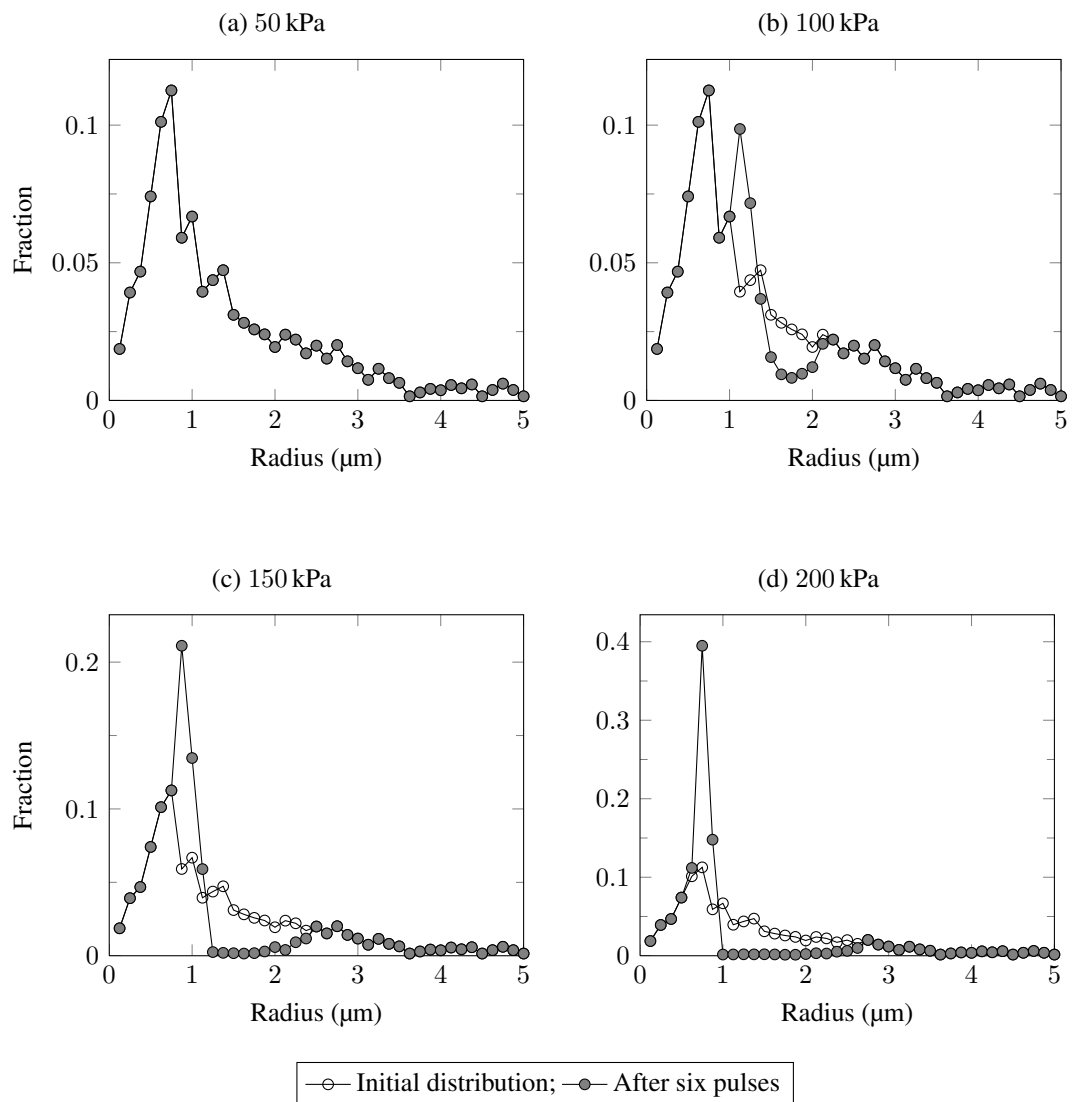 (a) 50 kPa
(b) 100 kPa
0.1
0.05
0
Fraction
0 1 2 3 4 5
Radius (µm)
0.1
0.05
0
0 1 2 3 4 5
Radius (µm)
(c) 150 kPa
(d) 200 kPa
0.2
0.1
0
Fraction
0 1 2 3 4 5
Radius (µm)
0.4
0.3
0.2
0.1
0
0 1 2 3 4 5
Radius (µm)
Initial distribution; After six pulses